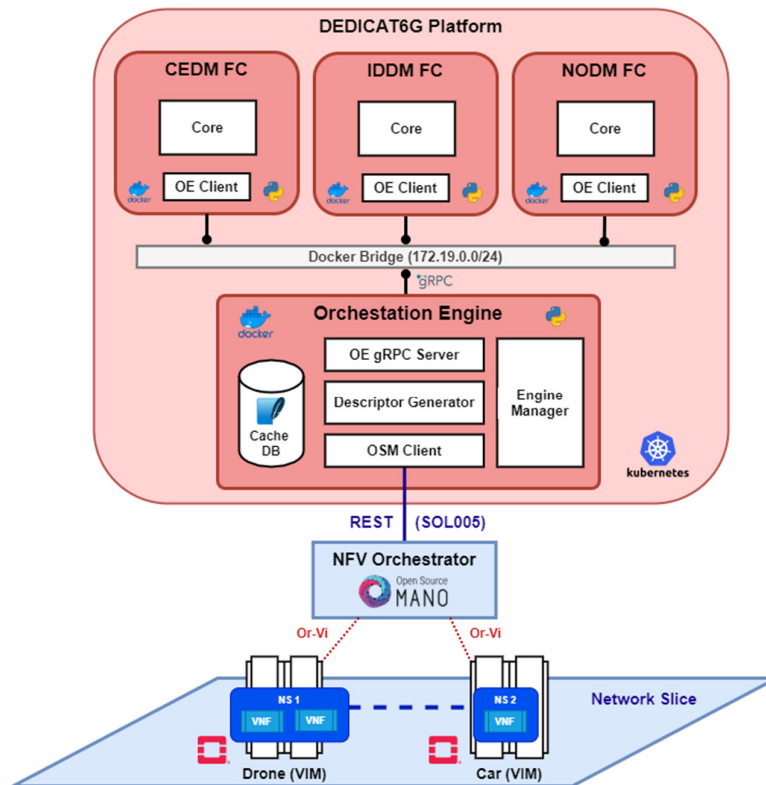 DEDICAT6G Platform
CEDM FC
IDDM FC
NODM FC
Core
Core
Core
OE Client
OE Client
OE Client
docker
docker
docker
Docker Bridge (172.19.0.0/24)
gRPC
Orchestation Engine
docker
OE gRPC Server
Descriptor Generator
OSM Client
Engine
Manager
Cache
DB
kubernetes
REST (SOL005)
NFV Orchestrator
Open Source
MANO
Or-Vi
Or-Vi
NS 1
NS 2
VNF
VNF
VNF
Network Slice
Drone (VIM)
Car (VIM)